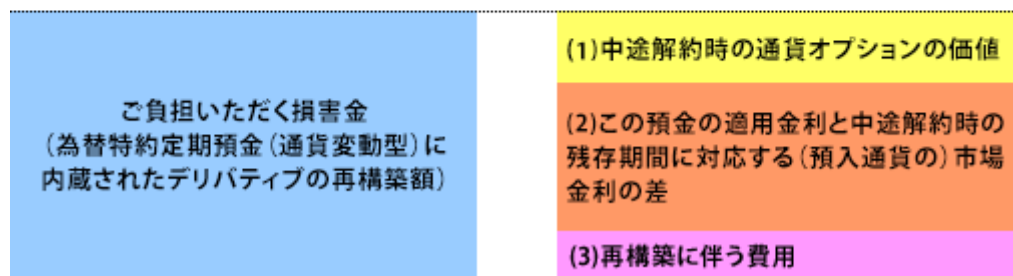 ご負担いただく損害金
(為替特約定期預金(通貨変動型)に
内蔵されたデリバティブの再構築額)
(1)中途解約時の通貨オプションの価値
(2)この預金の適用金利と中途解約時の
残存期間に対応する(預入通貨の)市場
金利の差
(3)再構築に伴う費用